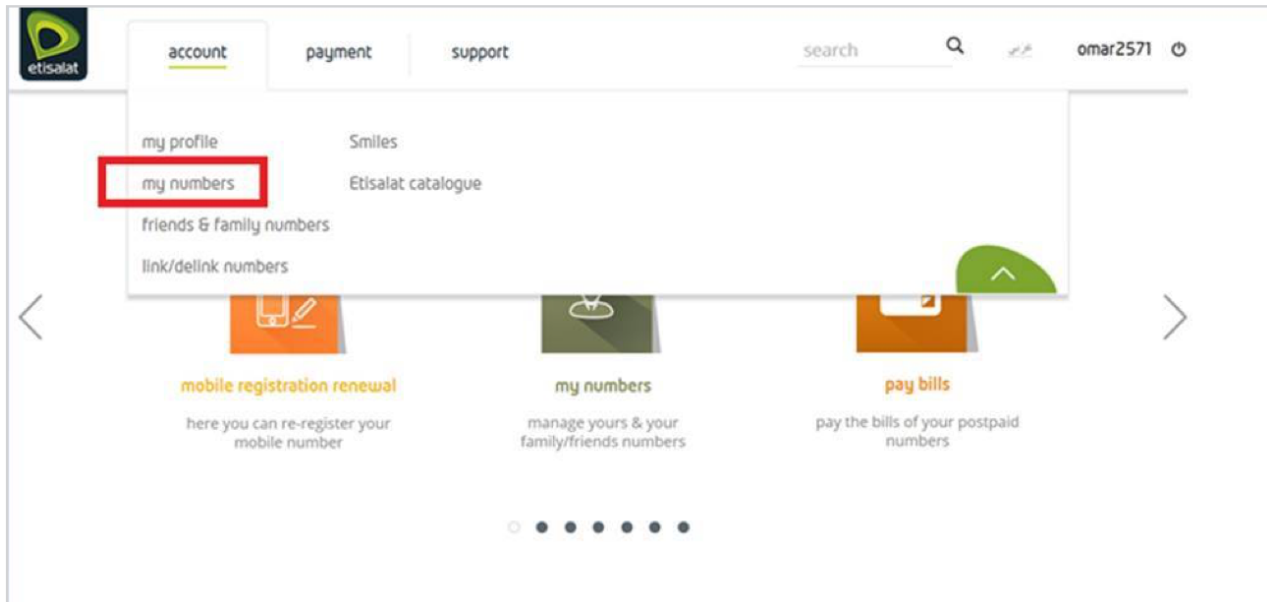 etisalat
account
payment
support
search
عربي
omar2571
my profile
Smiles
my numbers
Etisalat catalogue
friends & family numbers
link/delink numbers
mobile registration renewal
here you can re-register your
mobile number
my numbers
manage yours & your
family/friends numbers
pay bills
pay the bills of your postpaid
numbers